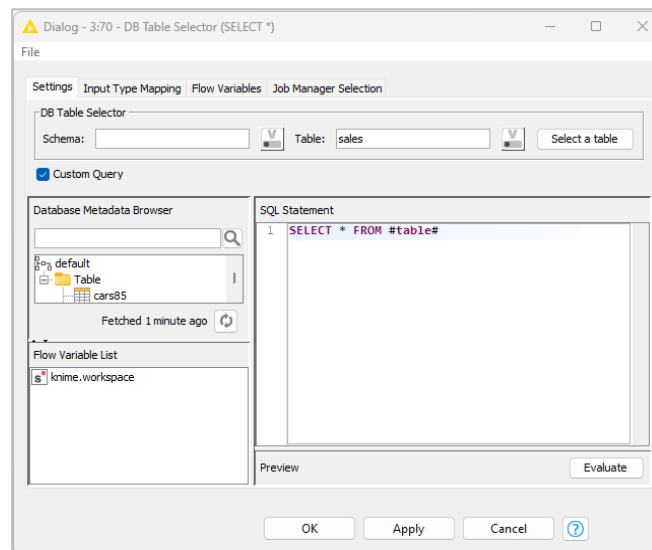 Dialog - 3:70 - DB Table Selector (SELECT *)
File
Settings Input Type Mapping Flow Variables Job Manager Selection
DB Table Selector
Schema: V Table: sales V Select a table
Custom Query
Database Metadata Browser
default
Table
cars85
Fetched 1 minute ago
Flow Variable List
s knime.workspace
SQL Statement
1 SELECT * FROM #table#
Preview Evaluate
OK Apply Cancel ?